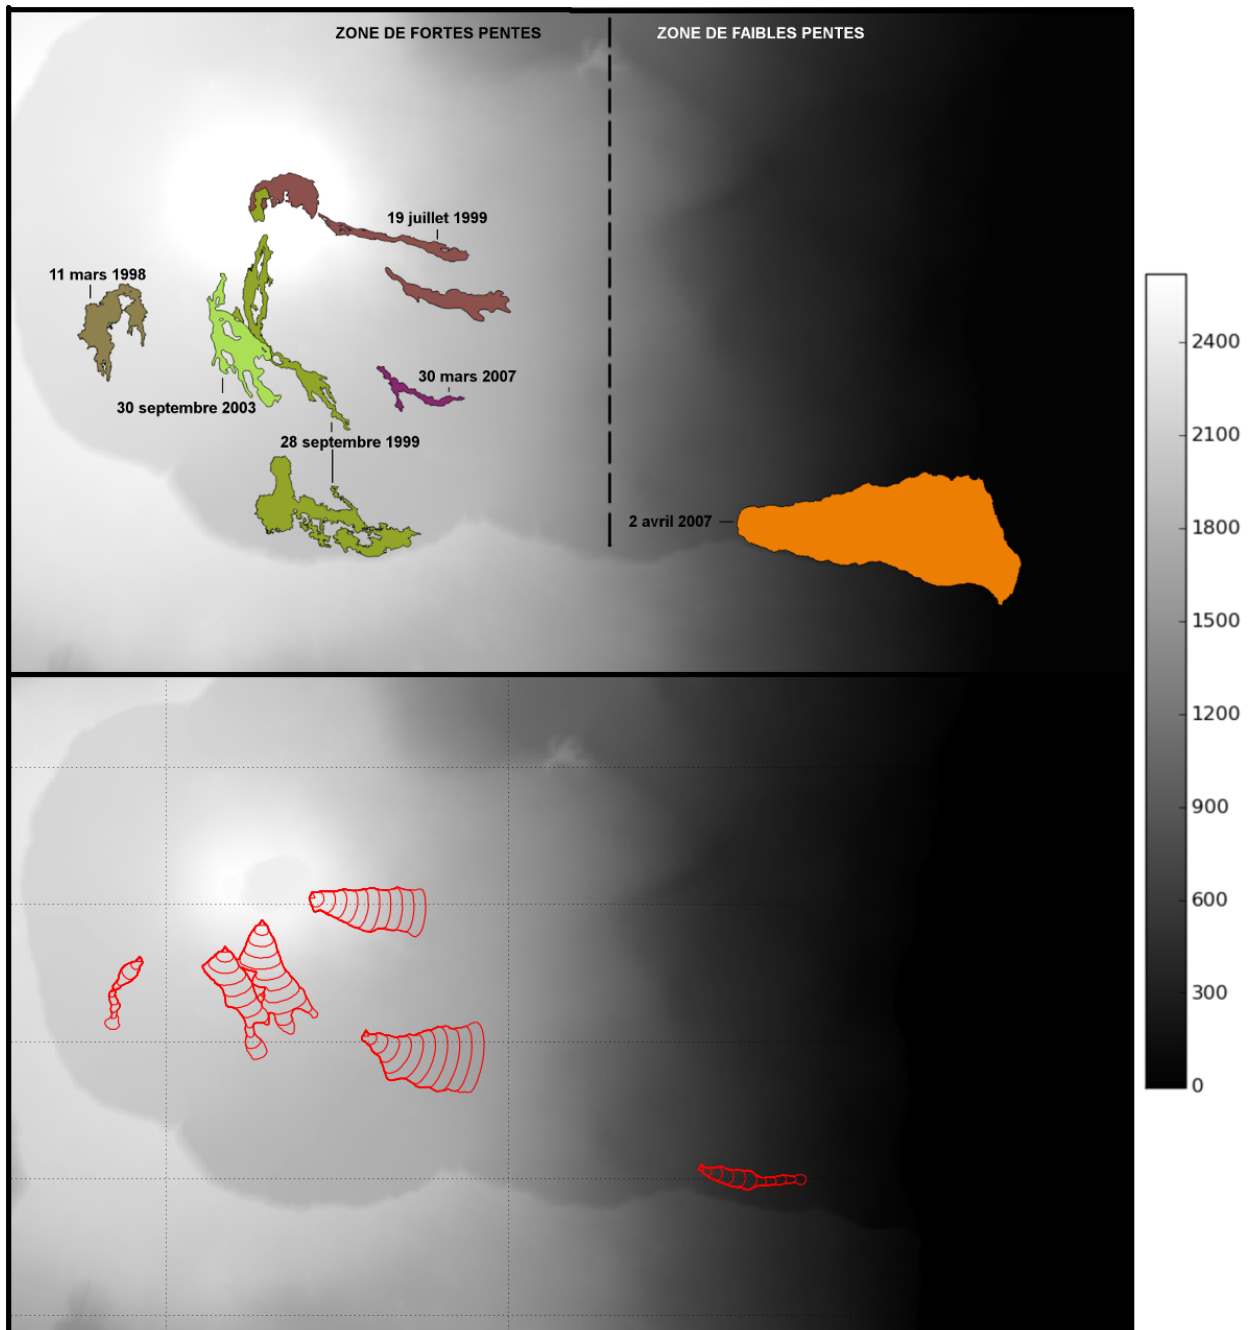 ZONE DE FORTES PENTES
ZONE DE FAIBLES PENTES
19 juillet 1999
11 mars 1998
30 mars 2007
30 septembre 2003
28 septembre 1999
2 avril 2007
2400
2100
1800
1500
1200
900
600
300
0